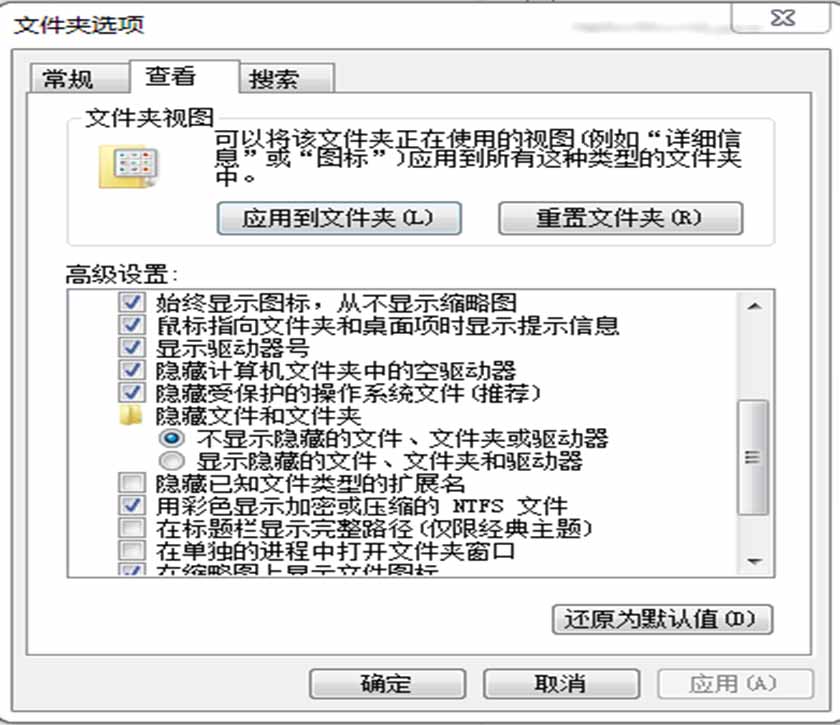 文件夹选项
常规
查看
搜索
文件夹视图
可以将该文件夹正在使用的视图(例如“详细信
息”或“图标”)应用到所有这种类型的文件夹
中。
应用到文件夹(L)
重置文件夹(R)
高级设置:
始终显示图标，从不显示缩略图
鼠标指向文件夹和桌面项时显示提示信息
显示驱动器号
隐藏计算机文件夹中的空驱动器
隐藏受保护的操作系统文件(推荐)
隐藏文件和文件夹
不显示隐藏的文件、文件夹或驱动器
显示隐藏的文件、文件夹和驱动器
隐藏已知文件类型的扩展名
用彩色显示加密或压缩的 NTFS 文件
在标题栏显示完整路径(仅限经典主题)
在单独的进程中打开文件夹窗口
在缩略图上显示文件图标
还原为默认值(D)
确定
取消
应用(A)